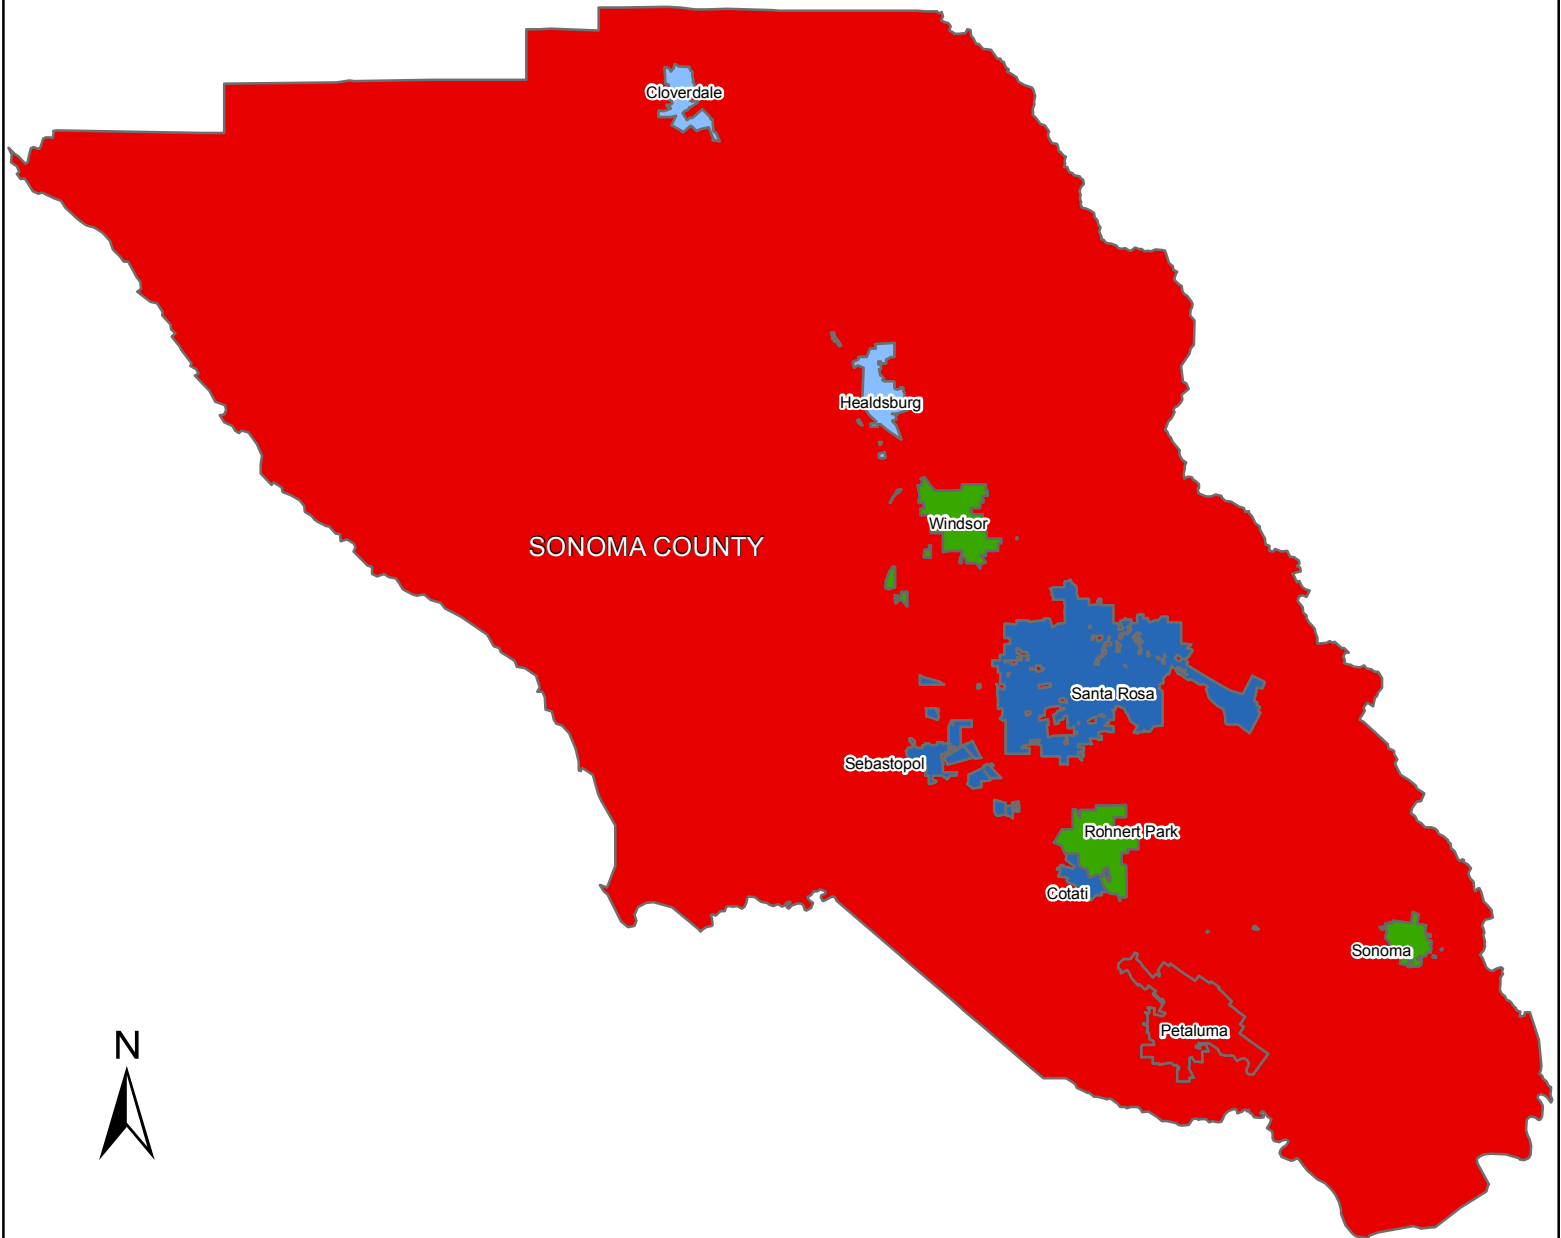 Cloverdale
Healdsburg
Windsor
SONOMA COUNTY
Santa Rosa
Sebastopol
Rohnert Park
Cotati
Sonoma
Petaluma
N